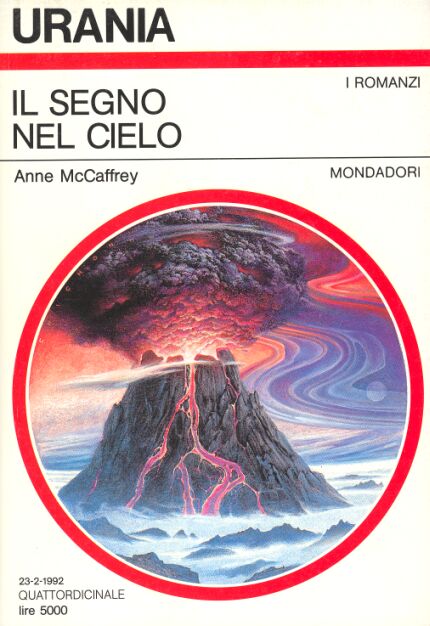 URANIA
I ROMANZI
IL SEGNO
NEL CIELO
Anne McCaffrey
MONDADORI
23-2-1992
QUATTORDICINALE
lire 5000